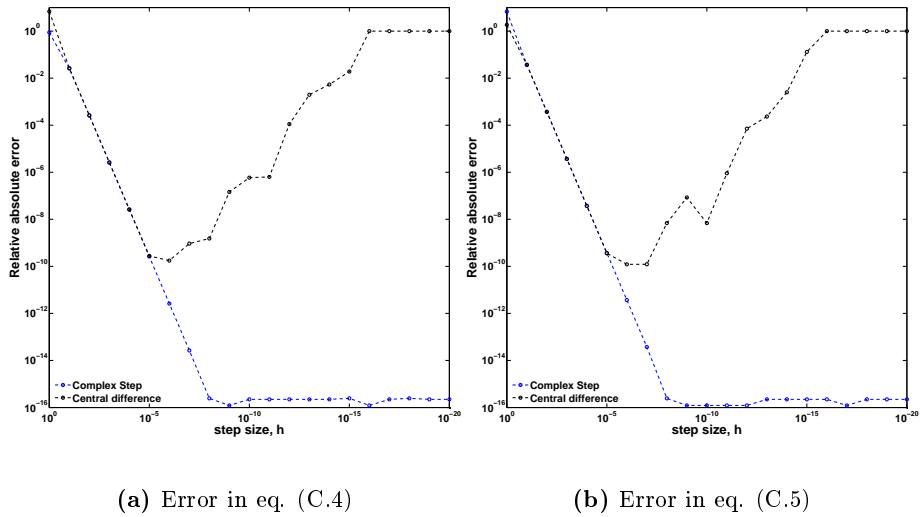 10^0
10^−2
10^−4
10^−6
10^−8
10^−10
10^−12
10^−14
10^−16
Relative absolute error
Complex Step
Central difference
10^0
10^−5
10^−10
10^−15
10^−20
step size, h
(a) Error in eq. (C.4)
10^0
10^−2
10^−4
10^−6
10^−8
10^−10
10^−12
10^−14
10^−16
Relative absolute error
Complex Step
Central difference
10^0
10^−5
10^−10
10^−15
10^−20
step size, h
(b) Error in eq. (C.5)